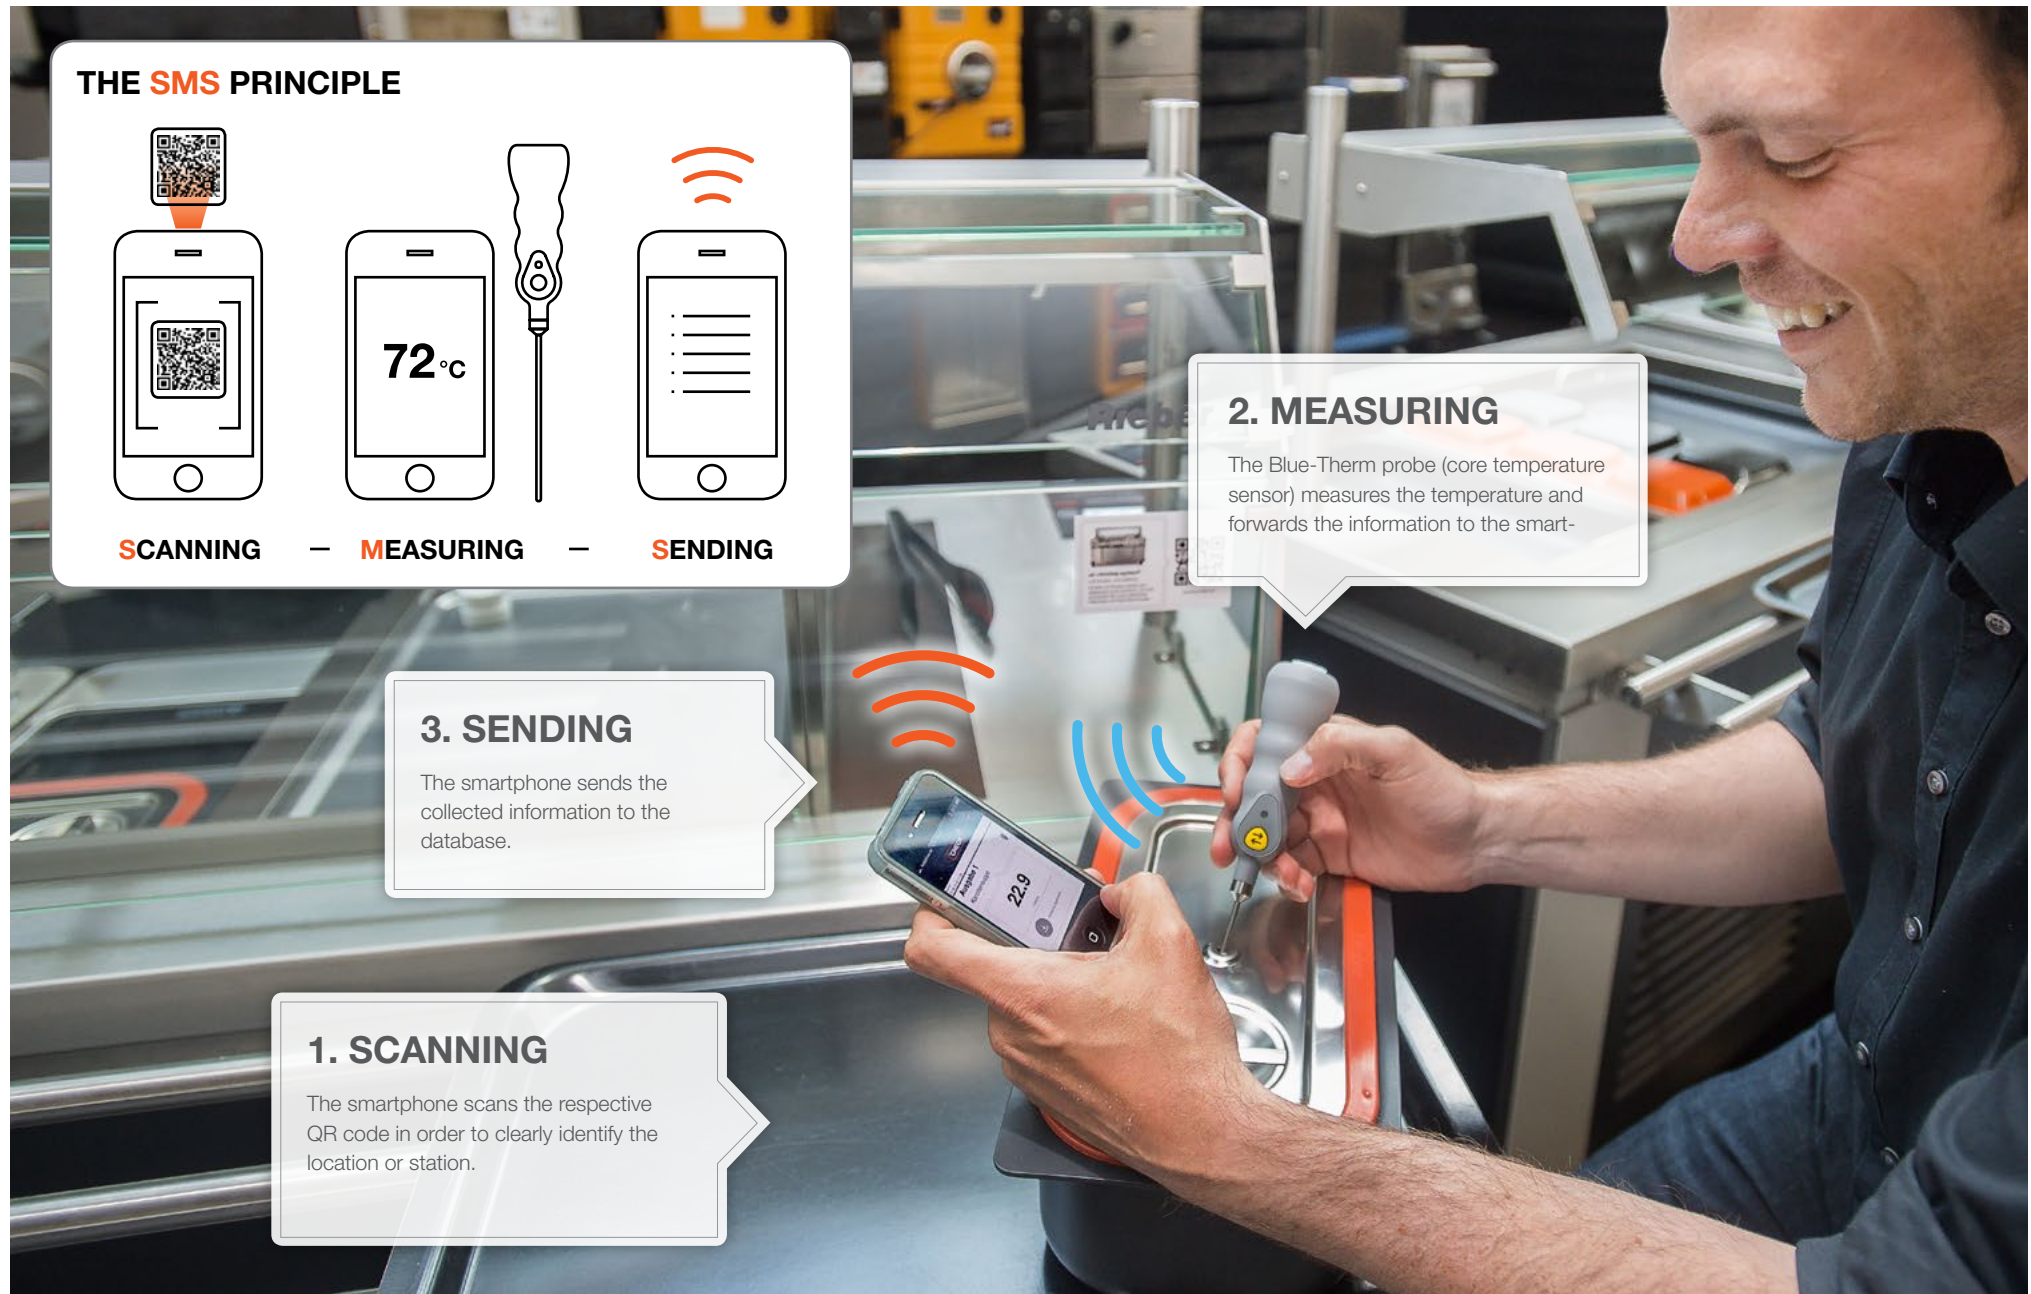 THE SMS PRINCIPLE
72 °C
SCANNING – MEASURING – SENDING
Rieber
2. MEASURING
The Blue-Therm probe (core temperature
sensor) measures the temperature and
forwards the information to the smart-
3. SENDING
The smartphone sends the
collected information to the
database.
Ausgabe 1
22.9
1. SCANNING
The smartphone scans the respective
QR code in order to clearly identify the
location or station.